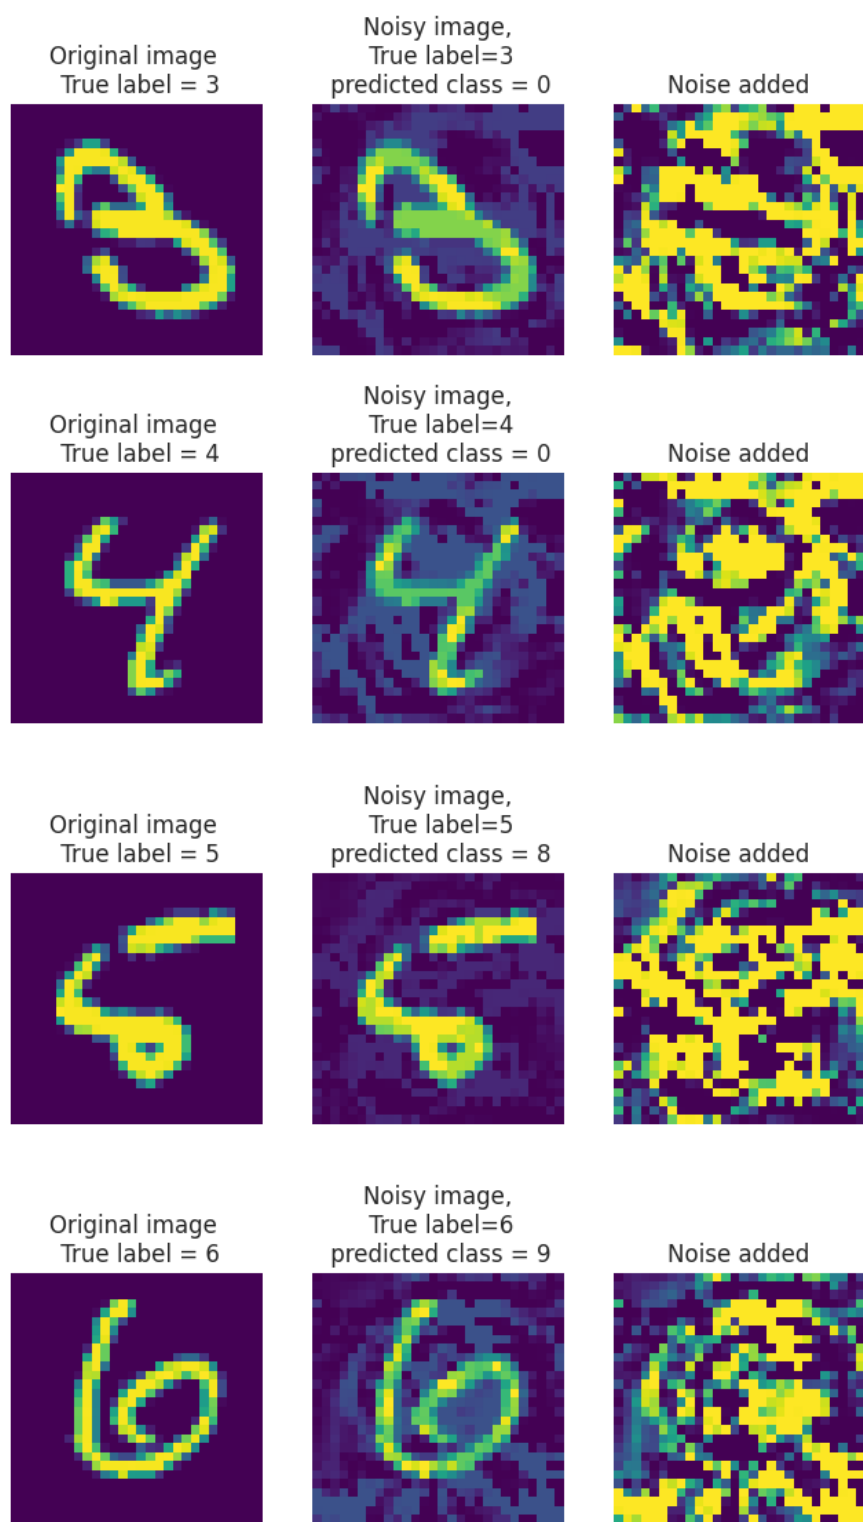 Original image
True label = 3
Noisy image,
True label=3
predicted class = 0
Noise added
Original image
True label = 4
Noisy image,
True label=4
predicted class = 0
Noise added
Original image
True label = 5
Noisy image,
True label=5
predicted class = 8
Noise added
Original image
True label = 6
Noisy image,
True label=6
predicted class = 9
Noise added